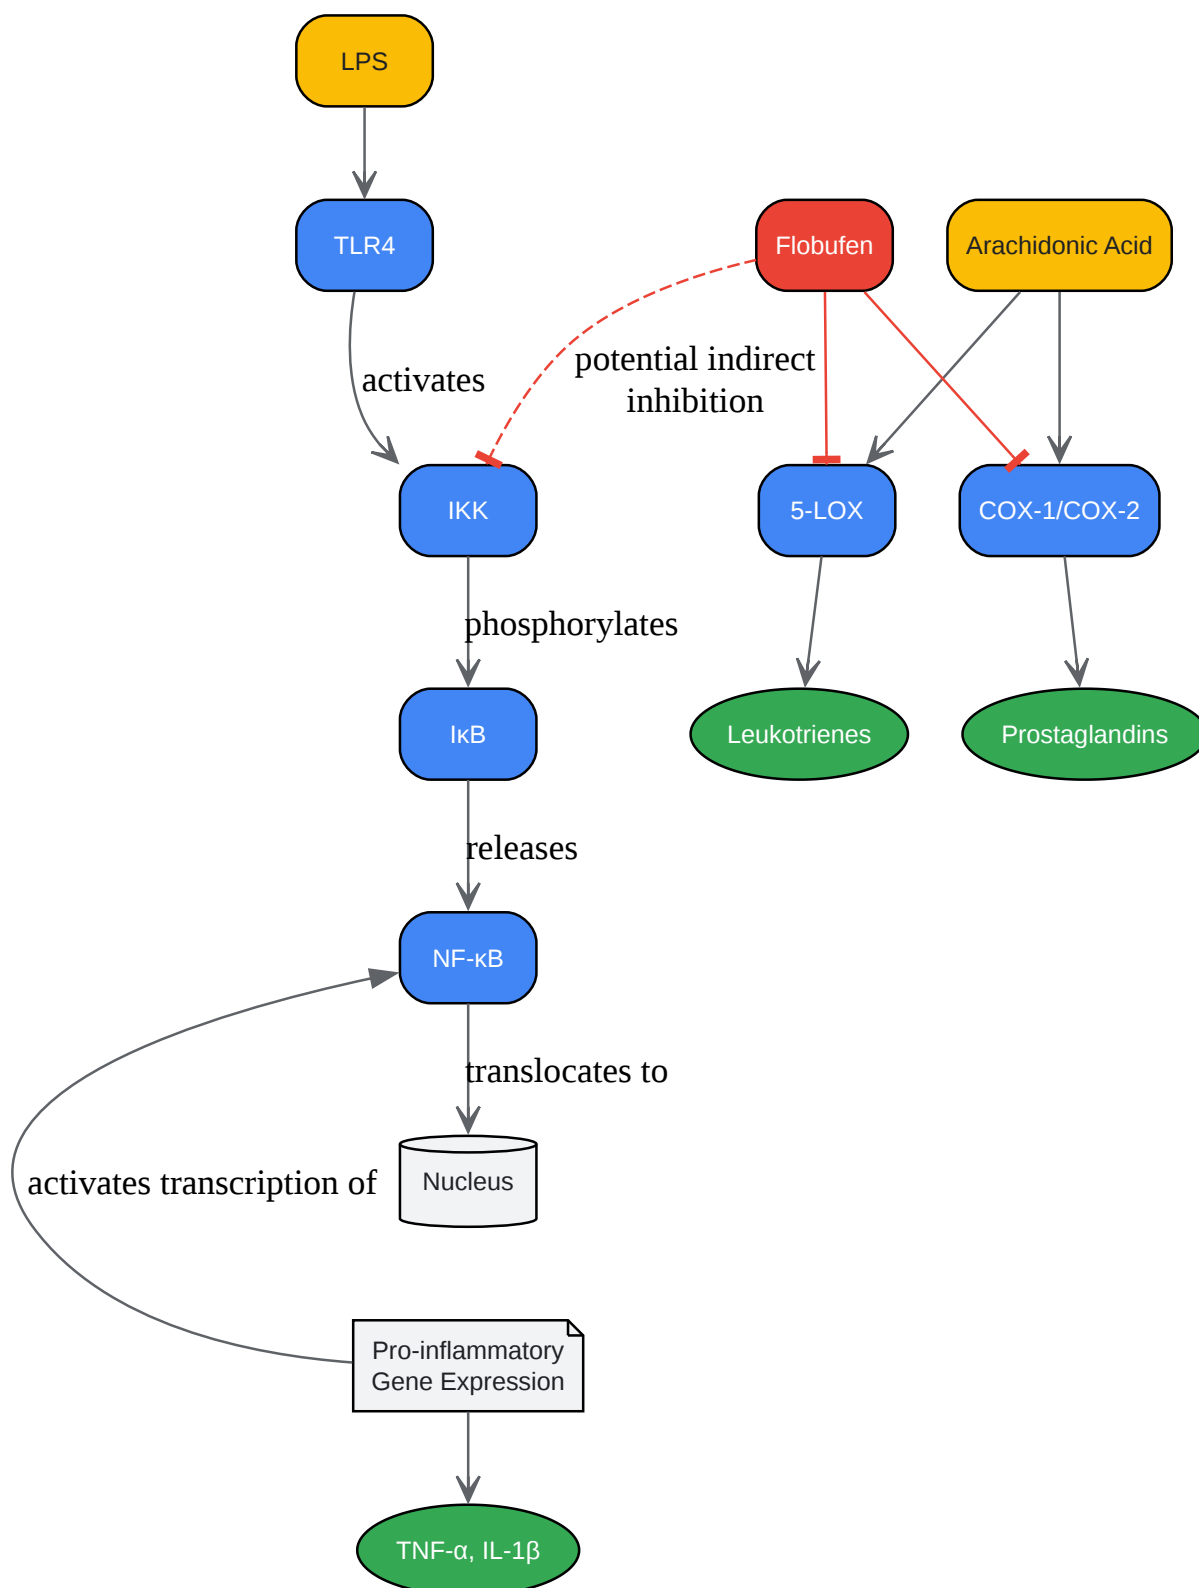 LPS
TLR4
Flobufen
Arachidonic Acid
activates
potential indirect
inhibition
IKK
5-LOX
COX-1/COX-2
phosphorylates
IκB
Leukotrienes
Prostaglandins
releases
NF-κB
translocates to
activates transcription of
Nucleus
Pro-inflammatory
Gene Expression
TNF-α, IL-1β